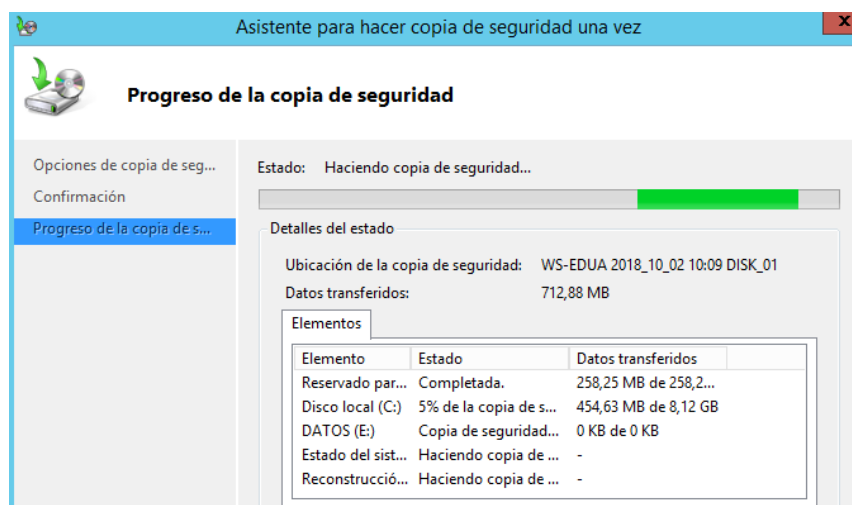 Asistente para hacer copia de seguridad una vez
X
Progreso de la copia de seguridad
Opciones de copia de seg...
Confirmación
Progreso de la copia de s...
Estado: Haciendo copia de seguridad...
Detalles del estado
Ubicación de la copia de seguridad: WS-EDUA 2018_10_02 10:09 DISK_01
Datos transferidos: 712,88 MB
Elementos
Elemento Estado Datos transferidos
Reservado par... Completada. 258,25 MB de 258,2...
Disco local (C:) 5% de la copia de s... 454,63 MB de 8,12 GB
DATOS (E:) Copia de seguridad... 0 KB de 0 KB
Estado del sist... Haciendo copia de ... -
Reconstrucció... Haciendo copia de ... -